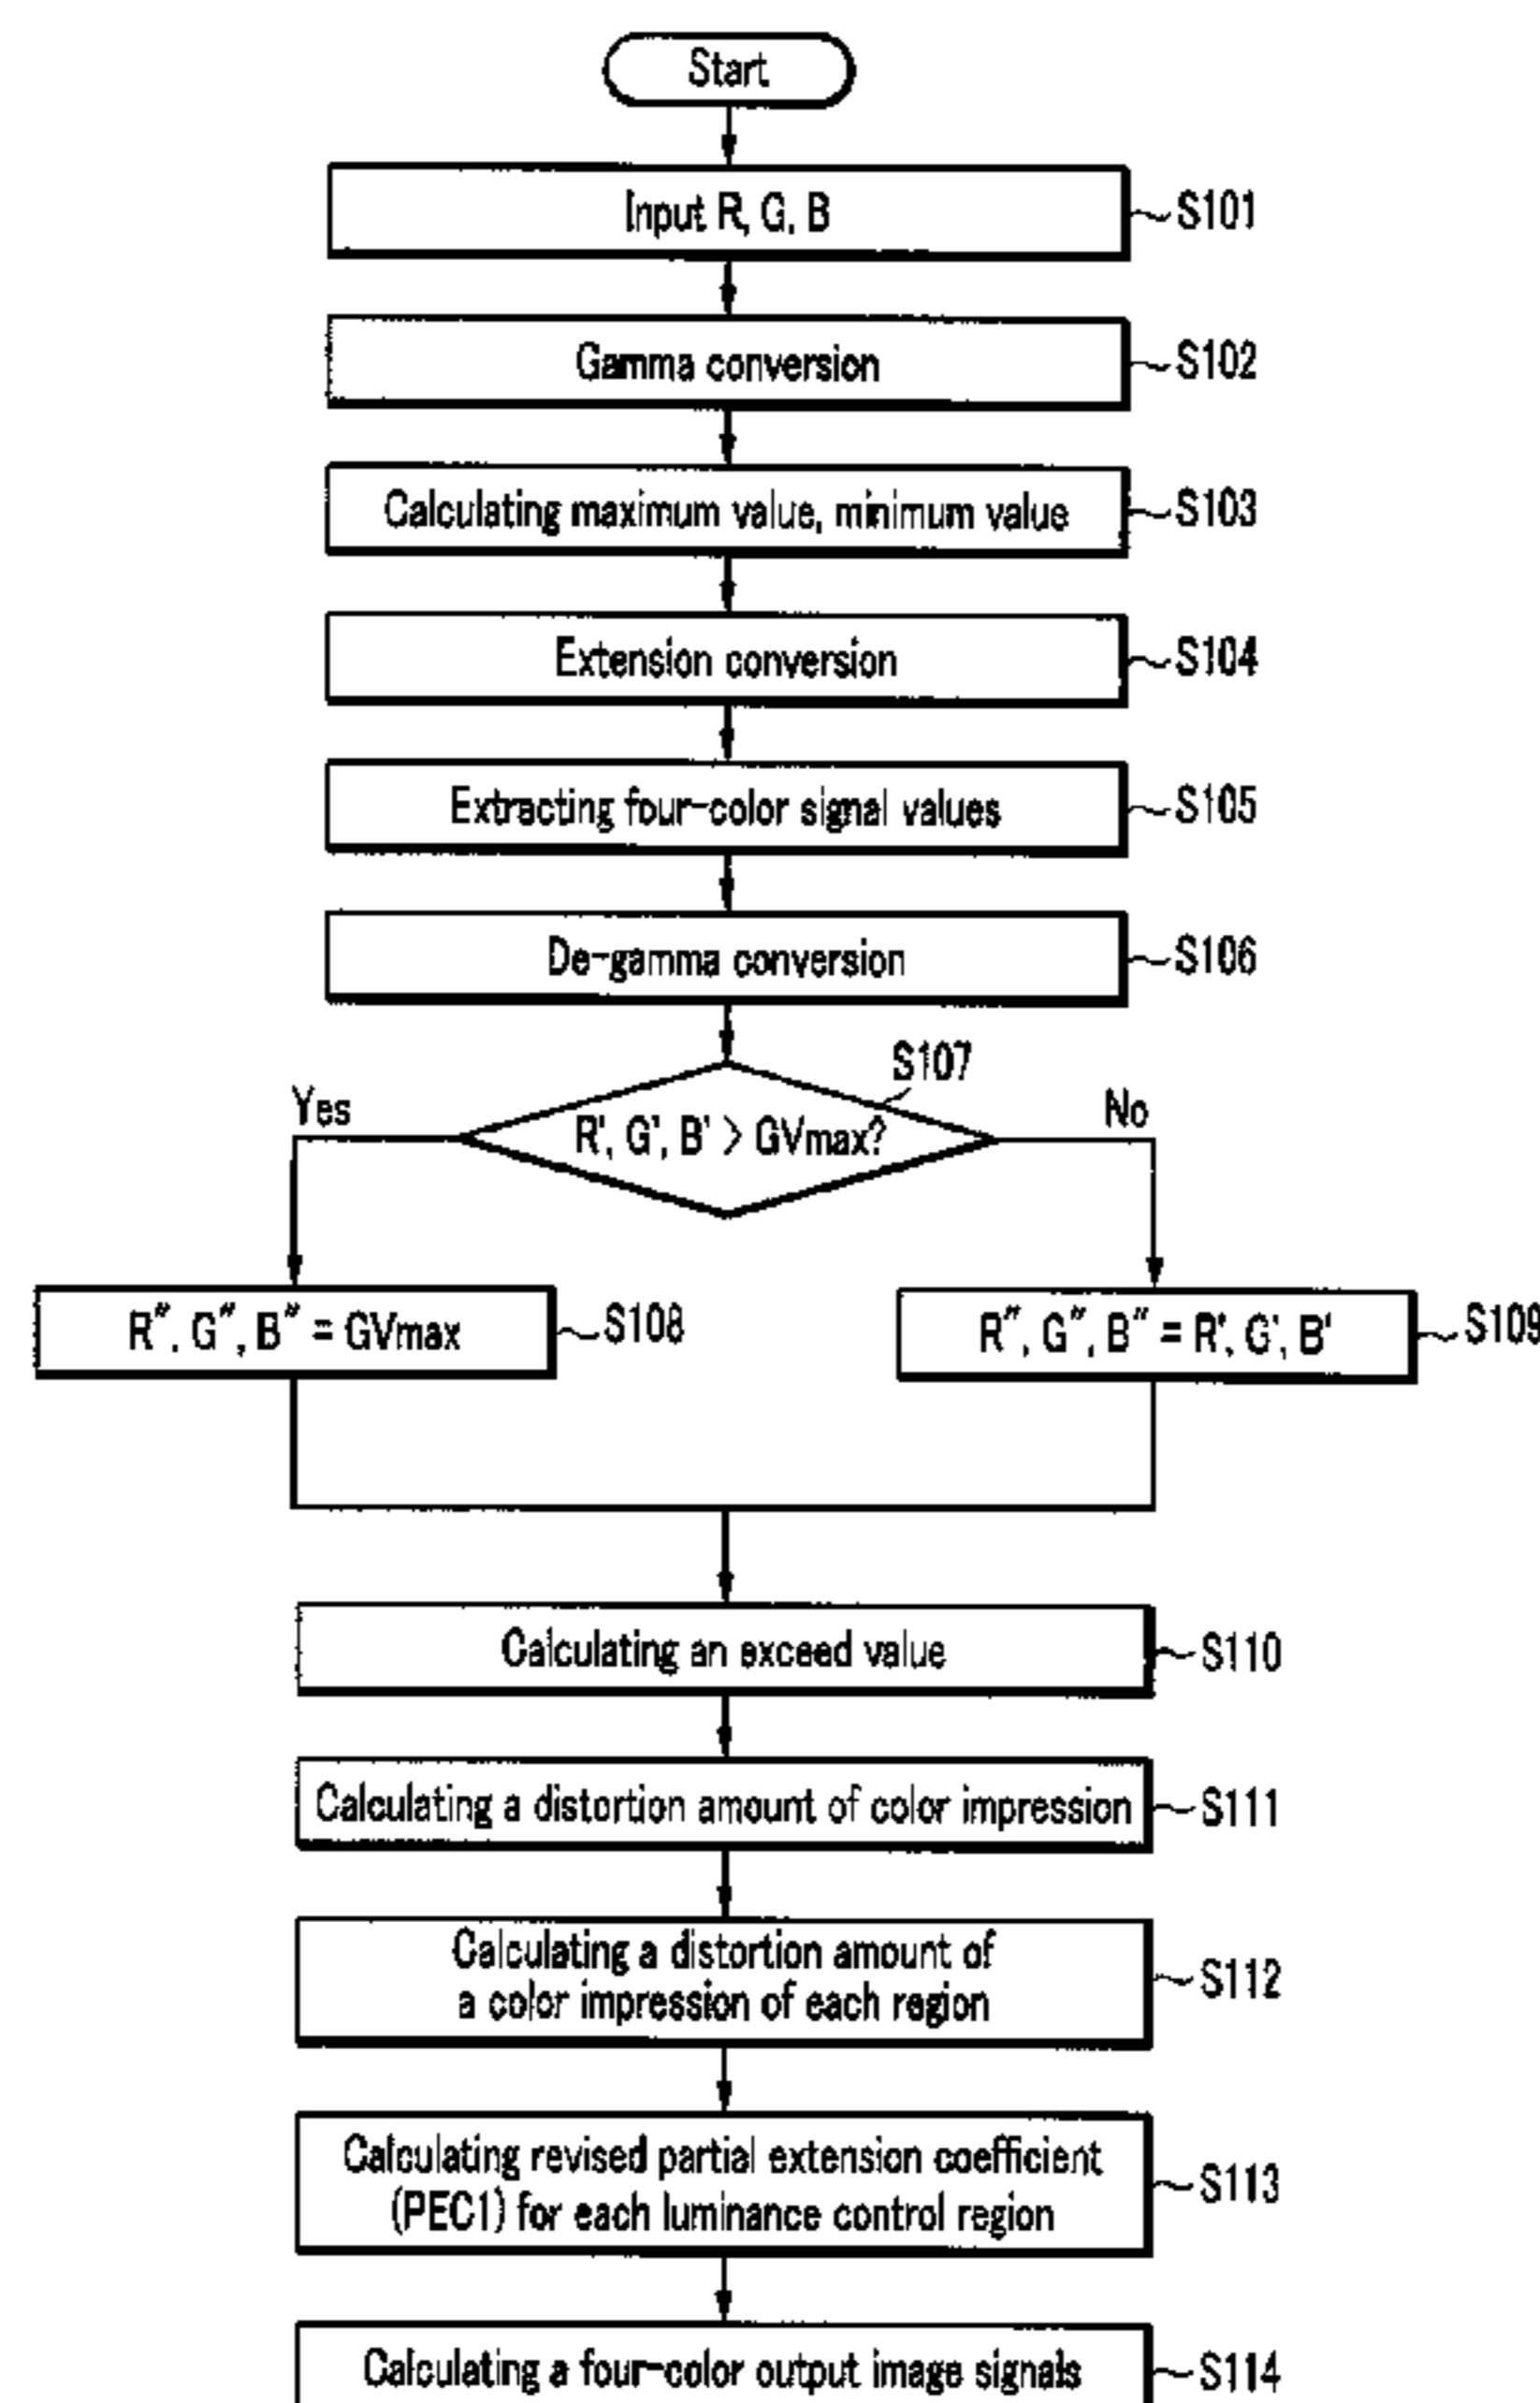 Start
Input R, G, B
S101
Gamma conversion
S102
Calculating maximum value, minimum value
S103
Extension conversion
S104
Extracting four-color signal values
S105
De-gamma conversion
S106
S107
Yes
R', G', B' > GVmax?
No
R", G", B" = GVmax
S108
R", G", B" = R', G', B'
S109
Calculating an exceed value
S110
Calculating a distortion amount of color impression
S111
Calculating a distortion amount of
a color impression of each region
S112
Calculating revised partial extension coefficient
(PEC1) for each luminance control region
S113
Calculating a four-color output image signals
S114